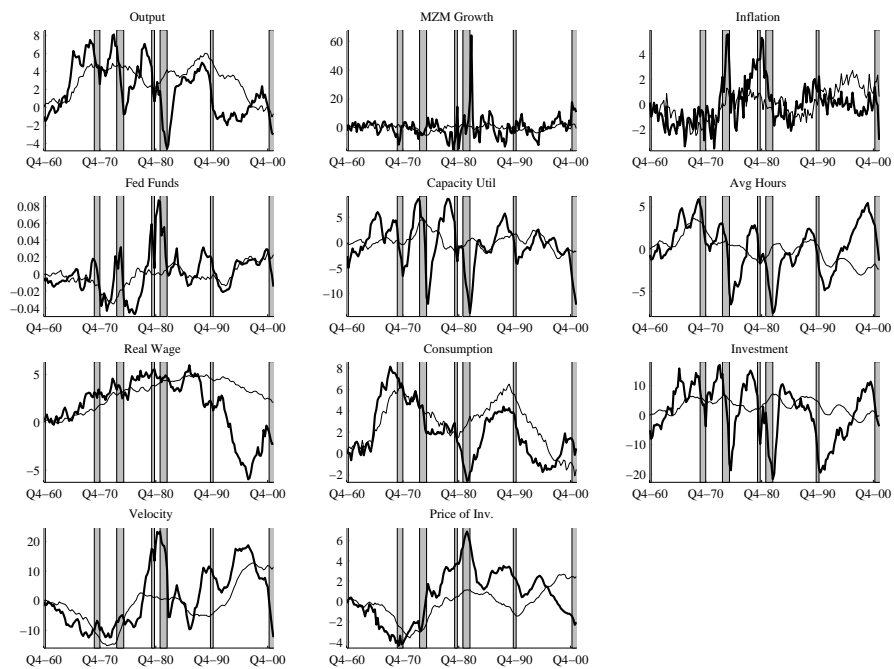 Output
MZM Growth
Inflation
8
6
4
2
0
−2
−4
60
40
20
0
4
2
0
−2
Q4−60 Q4−70 Q4−80 Q4−90 Q4−00
Q4−60 Q4−70 Q4−80 Q4−90 Q4−00
Q4−60 Q4−70 Q4−80 Q4−90 Q4−00
Fed Funds
Capacity Util
Avg Hours
0.08
0.06
0.04
0.02
0
−0.02
−0.04
5
0
−5
−10
5
0
−5
Q4−60 Q4−70 Q4−80 Q4−90 Q4−00
Q4−60 Q4−70 Q4−80 Q4−90 Q4−00
Q4−60 Q4−70 Q4−80 Q4−90 Q4−00
Real Wage
Consumption
Investment
5
0
−5
8
6
4
2
0
−2
10
0
−10
−20
Q4−60 Q4−70 Q4−80 Q4−90 Q4−00
Q4−60 Q4−70 Q4−80 Q4−90 Q4−00
Q4−60 Q4−70 Q4−80 Q4−90 Q4−00
Velocity
Price of Inv.
20
10
0
−10
6
4
2
0
−2
−4
Q4−60 Q4−70 Q4−80 Q4−90 Q4−00
Q4−60 Q4−70 Q4−80 Q4−90 Q4−00